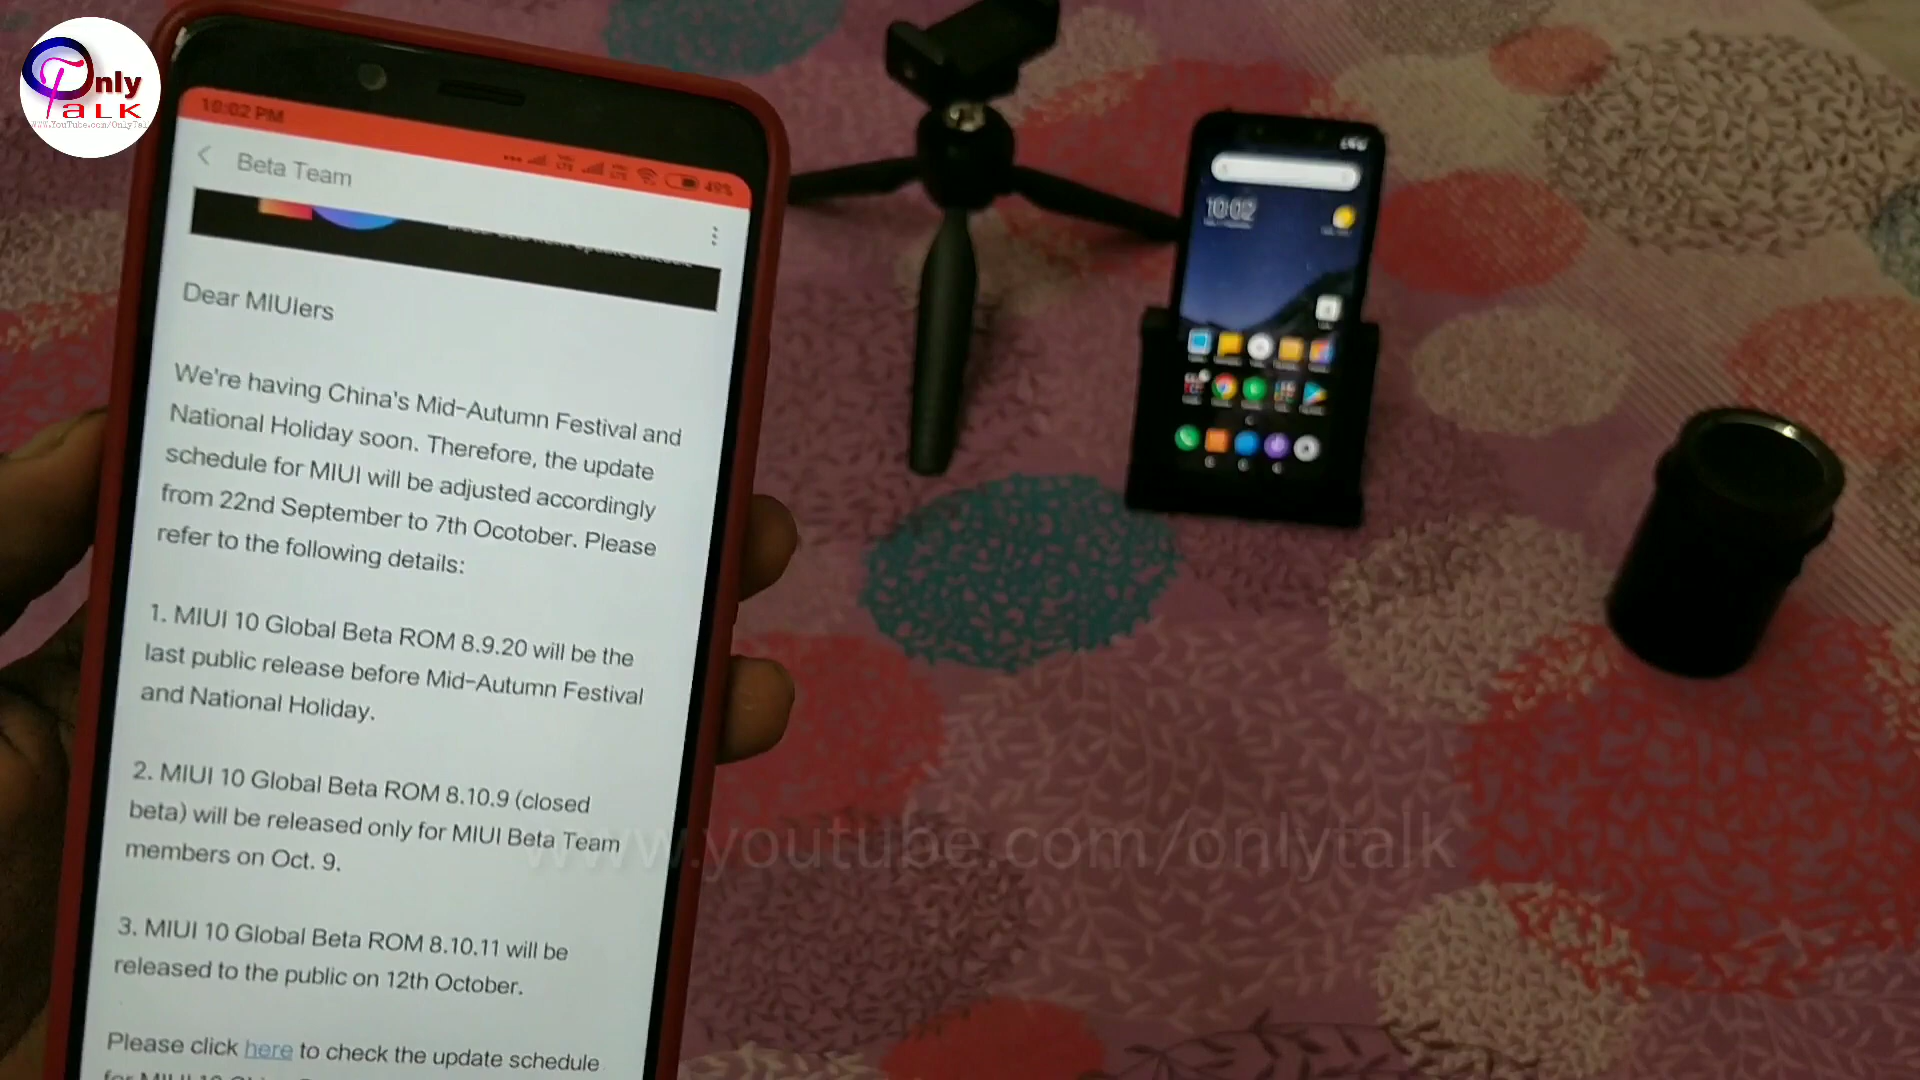 Only
TALK
WWW.YouTube.com/OnlyTal
10:02 PM
49%
Beta Team
Dear MIUIers
We're having China's Mid-Autumn Festival and
National Holiday soon. Therefore, the update
schedule for MIUI will be adjusted accordingly
from 22nd September to 7th Ocotober. Please
refer to the following details:
1. MIUI 10 Global Beta ROM 8.9.20 will be the
last public release before Mid-Autumn Festival
and National Holiday.
2. MIUI 10 Global Beta ROM 8.10.9 (closed
beta) will be released only for MIUI Beta Team
members on Oct. 9.
3. MIUI 10 Global Beta ROM 8.10.11 will be
released to the public on 12th October.
Please click here to check the update schedule
10:02
www.youtube.com/onlytalk